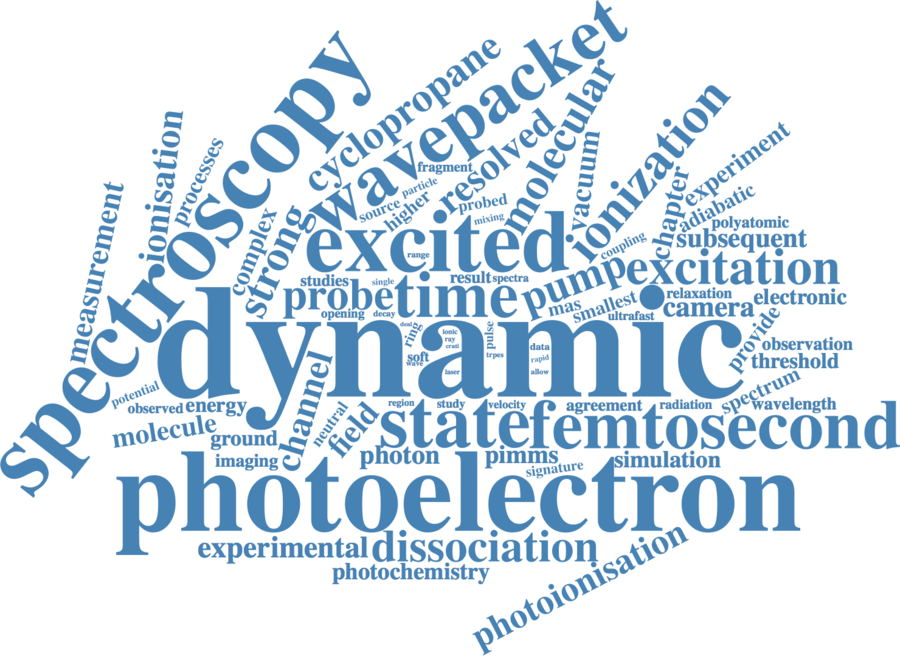 spectroscopy
wavepacket
cyclopropane
resolved
molecular
vacuum
ionization
ionisation
processes
measurement
complex
strong
fragment
particle
source
higher
probed
mixing
chapter
experiment
adiabatic
polyatomic
coupling
subsequent
excited
range
studies
single
result
spectra
pump
excitation
probe
time
opening
decay
mas
smallest
relaxation
camera
electronic
ultrafast
dynamic
deal
ring
ionic
ray
pulse
soft
wave
trpes
data
rapid
laser
allow
provide
observation
threshold
potential
observed
energy
channel
neutral
field
region
study
velocity
agreement
radiation
spectrum
wavelength
molecule
ground
imaging
state
femtosecond
photon
pimms
signature
simulation
photoelectron
experimental
dissociation
photochemistry
photoionisation